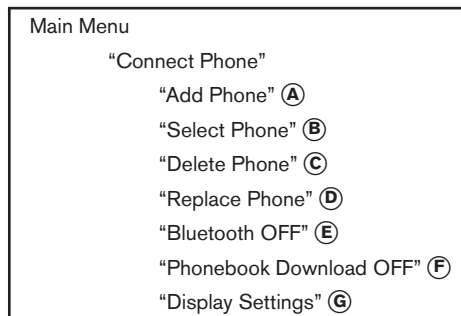 Main Menu
“Connect Phone”
“Add Phone” Ⓐ
“Select Phone” Ⓑ
“Delete Phone” Ⓒ
“Replace Phone” Ⓓ
“Bluetooth OFF” Ⓔ
“Phonebook Download OFF” Ⓕ
“Display Settings” Ⓖ